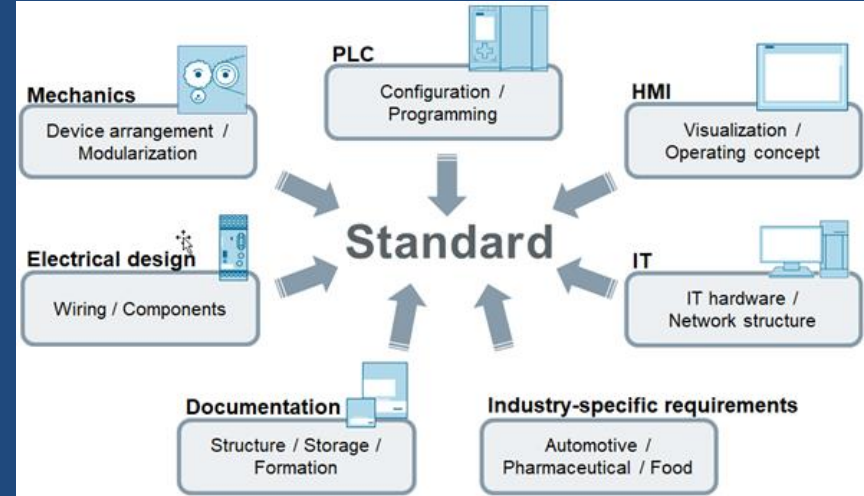 PLC
Configuration /
Programming
Mechanics
Device arrangement /
Modularization
HMI
Visualization /
Operating concept
Standard
Electrical design
Wiring / Components
IT
IT hardware /
Network structure
Documentation
Structure / Storage /
Formation
Industry-specific requirements
Automotive /
Pharmaceutical / Food